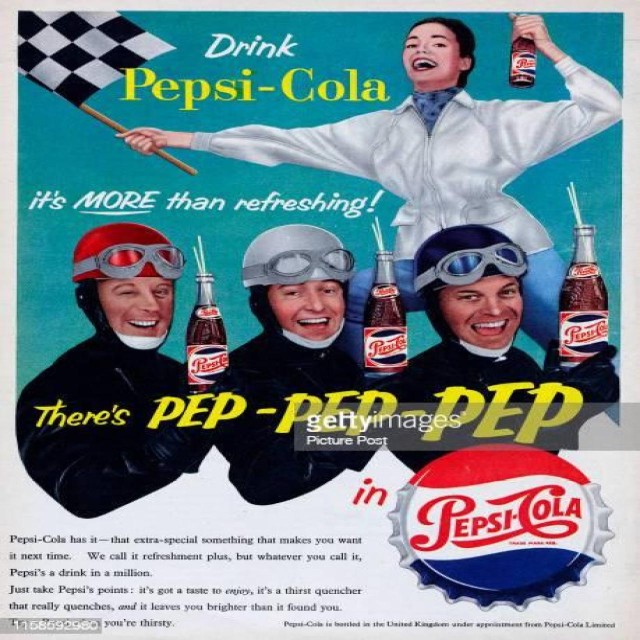 Drink
Pepsi-Cola
it's MORE than refreshing!
There's PEP-PEP-PEP
gettyimages
Picture Post
in
PEPSI-COLA
TRADE MARK REG.
Pepsi-Cola has it—that extra-special something that makes you want
it next time. We call it refreshment plus, but whatever you call it,
Pepsi's a drink in a million.
Just take Pepsi's points: it's got a taste to enjoy, it's a thirst quencher
that really quenches, and it leaves you brighter than it found you.
you're thirsty.
1158592980
Pepsi-Cola is bottled in the United Kingdom under appointment from Pepsi-Cola Limited